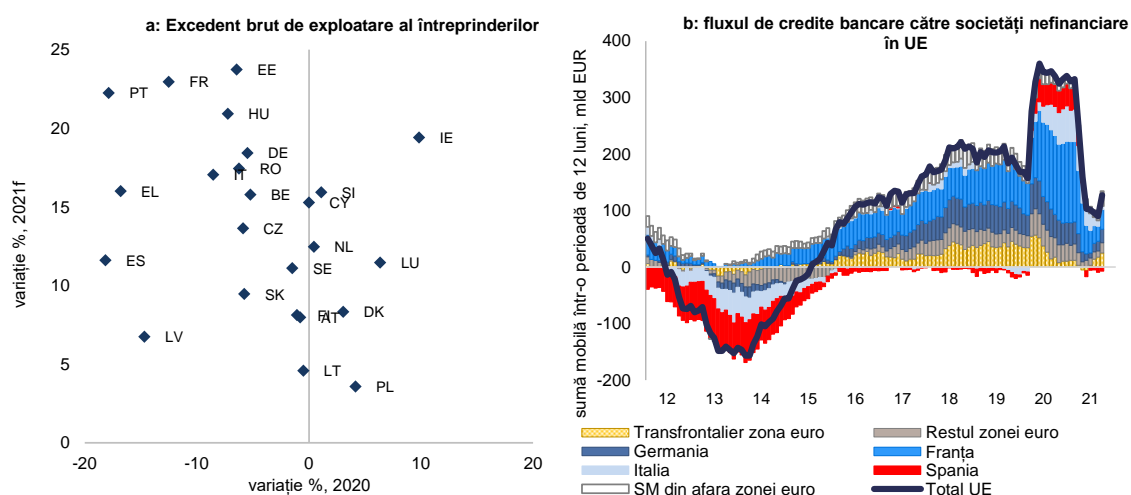 a: Excedent brut de exploatare al întreprinderilor
variație %, 2021f
25
20
15
10
5
0
-20
-10
0
10
20
variație %, 2020
PT
FR
EE
HU
IE
DE
RO
IT
EL
BE
SI
CY
CZ
NL
ES
SE
LU
SK
FI
AT
DK
LV
LT
PL
b: fluxul de credite bancare către societăți nefinanciare
în UE
sumă mobilă într-o perioadă de 12 luni, mld EUR
400
300
200
100
0
-100
-200
12 13 14 15 16 17 18 19 20 21
Transfrontalier zona euro
Restul zonei euro
Germania
Franța
Italia
Spania
SM din afara zonei euro
Total UE